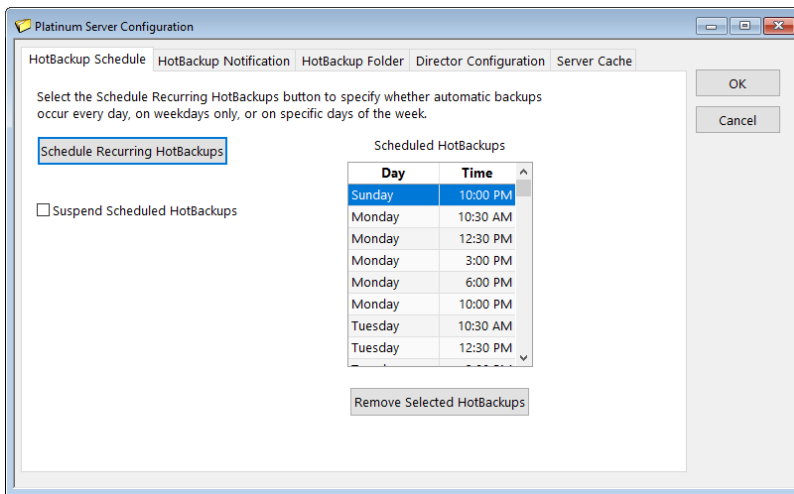 Platinum Server Configuration
HotBackup Schedule HotBackup Notification HotBackup Folder Director Configuration Server Cache
OK
Cancel
Select the Schedule Recurring HotBackups button to specify whether automatic backups
occur every day, on weekdays only, or on specific days of the week.
Schedule Recurring HotBackups
Suspend Scheduled HotBackups
Scheduled HotBackups
Day Time
Sunday 10:00 PM
Monday 10:30 AM
Monday 12:30 PM
Monday 3:00 PM
Monday 6:00 PM
Monday 10:00 PM
Tuesday 10:30 AM
Tuesday 12:30 PM
Remove Selected HotBackups